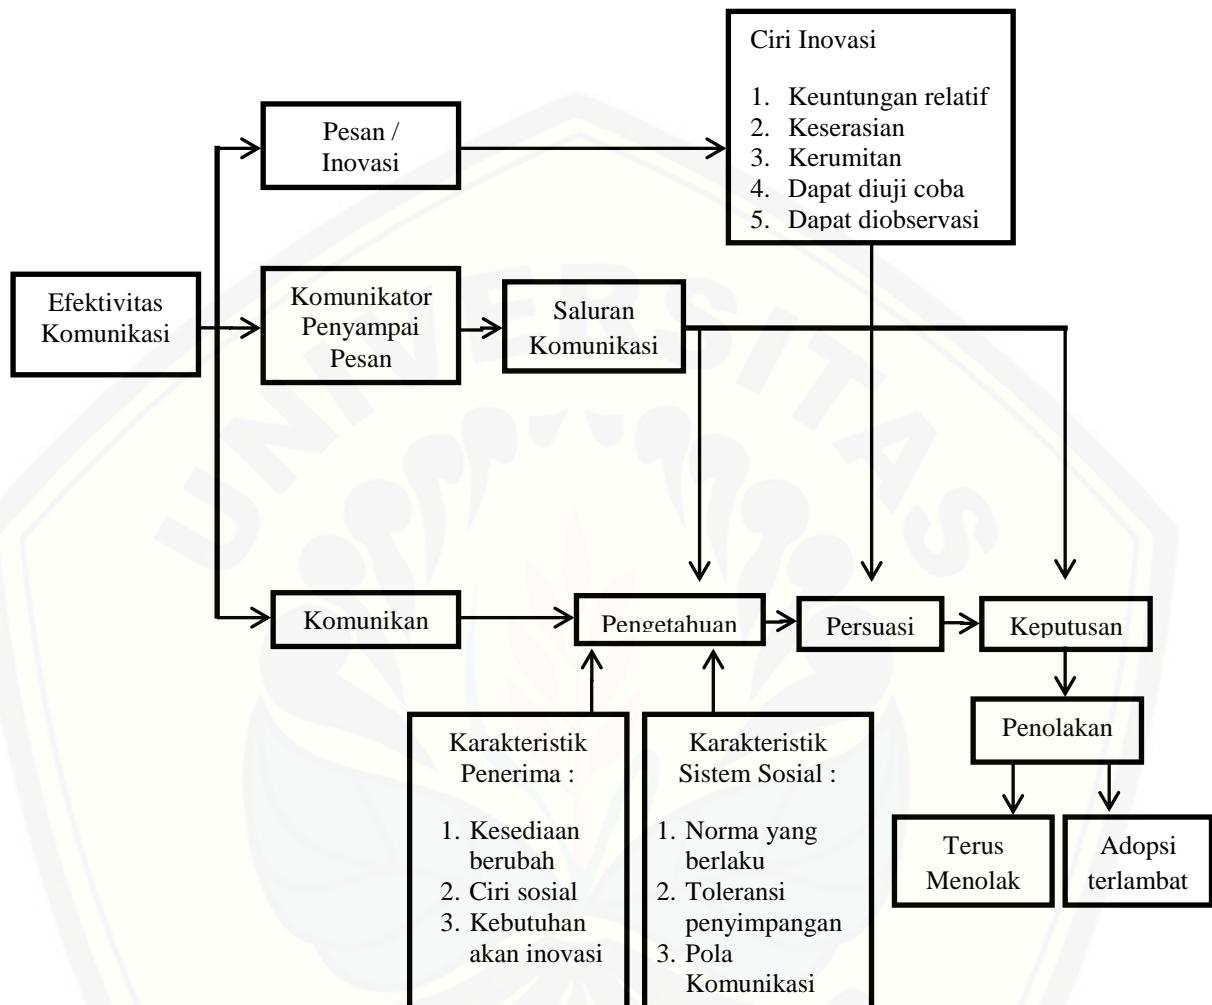 Ciri Inovasi
1. Keuntungan relatif
2. Keserasian
3. Kerumitan
4. Dapat diuji coba
5. Dapat diobservasi
Pesan /
Inovasi
Efektivitas
Komunikasi
Komunikator
Penyampai
Pesan
Saluran
Komunikasi
UNIVERSITAS
Komunikan
Pengetahuan
Persuasi
Keputusan
Penolakan
Terus
Menolak
Adopsi
terlambat
Karakteristik
Penerima :
1. Kesediaan
berubah
2. Ciri sosial
3. Kebutuhan
akan inovasi
Karakteristik
Sistem Sosial :
1. Norma yang
berlaku
2. Toleransi
penyimpangan
3. Pola
Komunikasi